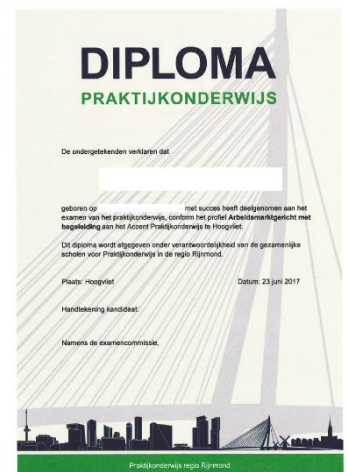 DIPLOMA
PRAKTIJKONDERWIJS
De ondergetekenden verklaren dat
geboren op met succes heeft deelgenomen aan het
examen van het praktijkonderwijs, conform het profiel Arbeidsmarktgericht met
begeleiding aan het Accent Praktijkonderwijs te Hoogvliet.
Dit diploma wordt afgegeven onder verantwoordelijkheid van de gezamenlijke
scholen voor Praktijkonderwijs in de regio Rijnmond.
Plaats: Hoogvliet Datum: 23 juni 2017
Handtekening kandidaat:
Namens de examencommissie,
Praktijkonderwijs regio Rijnmond